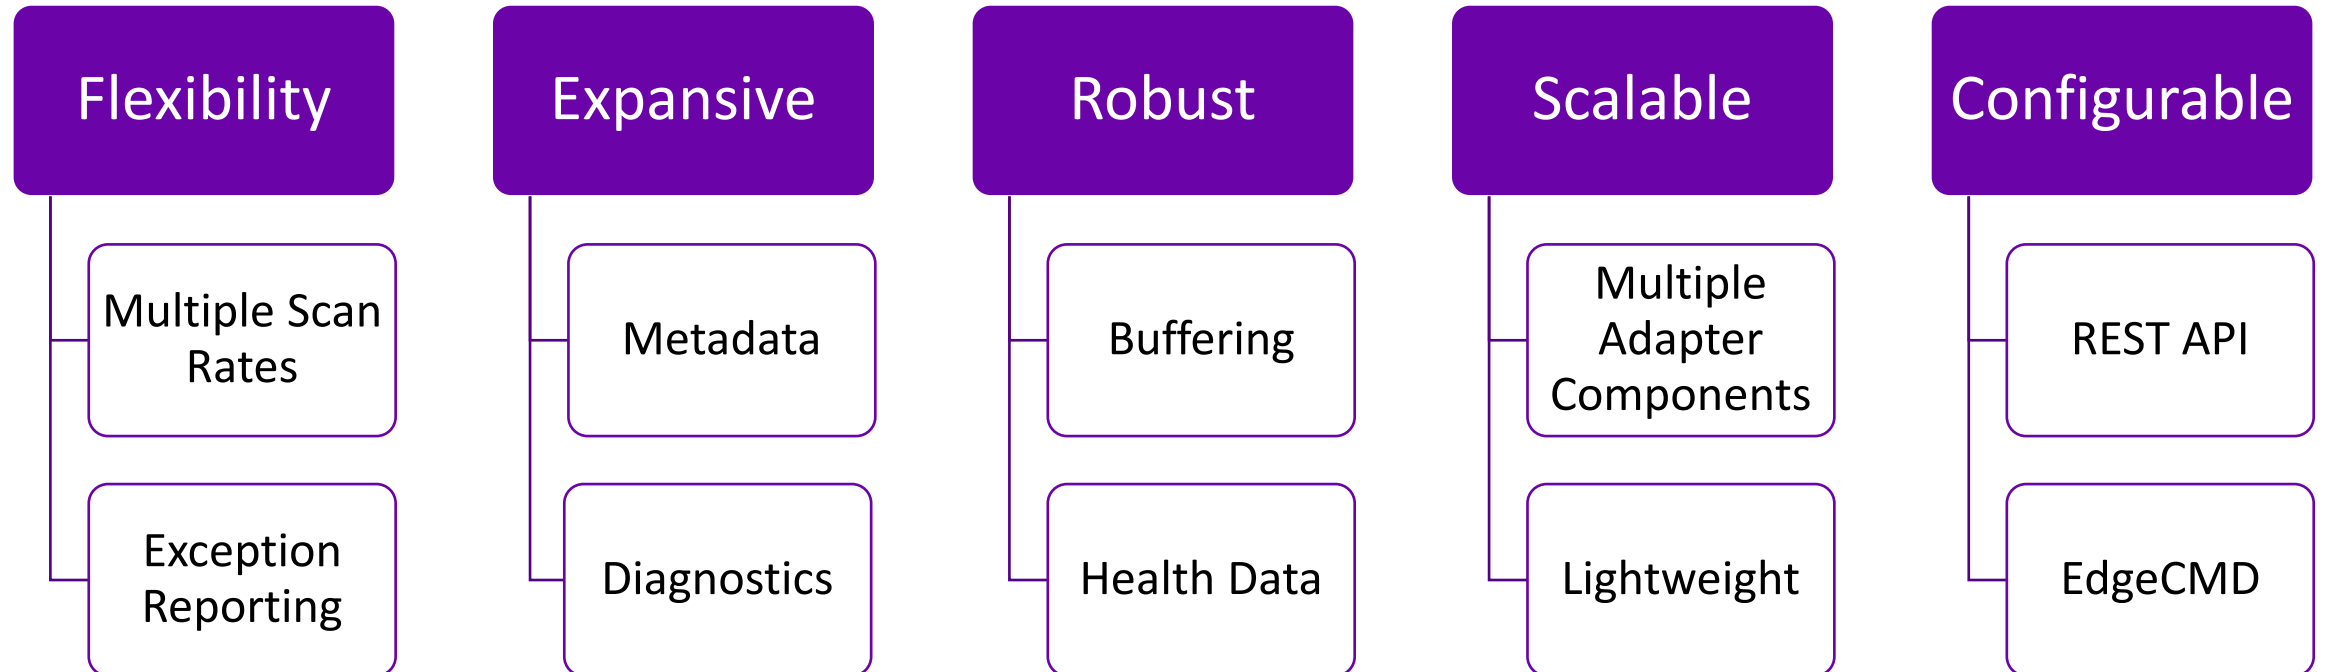 Flexibility
Multiple Scan
Rates
Exception
Reporting
Expansive
Metadata
Diagnostics
Robust
Buffering
Health Data
Scalable
Multiple
Adapter
Components
Lightweight
Configurable
REST API
EdgeCMD